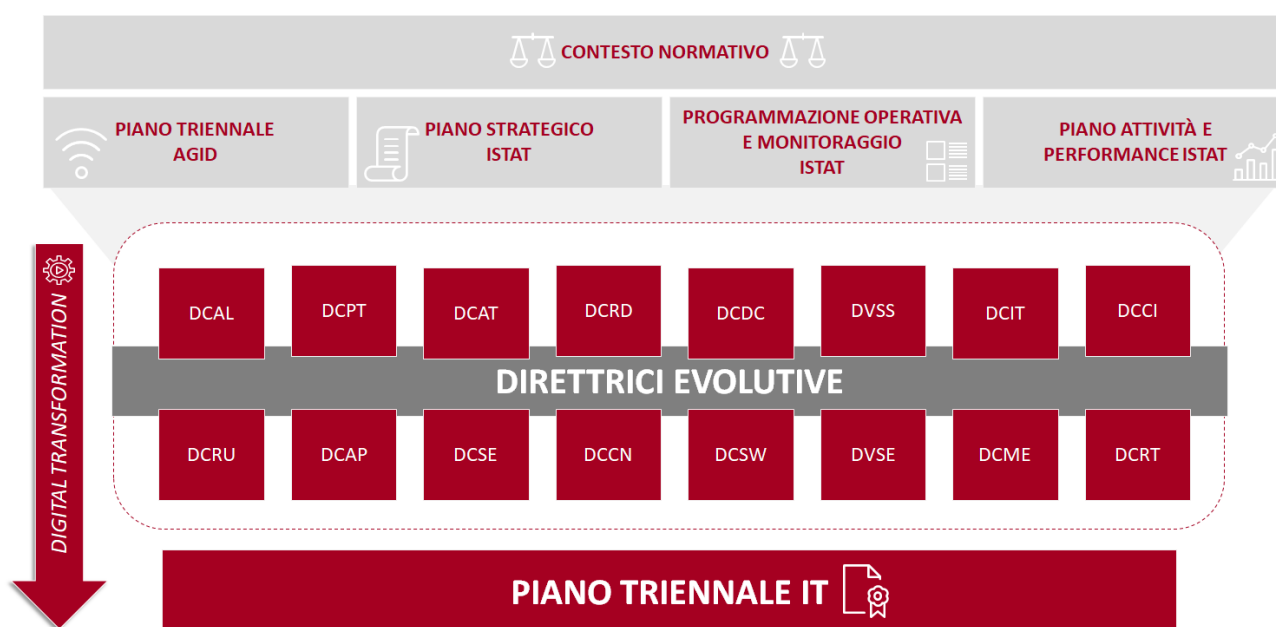 CONTESTO NORMATIVO
PIANO TRIENNALE
AGID
PIANO STRATEGICO
ISTAT
PROGRAMMAZIONE OPERATIVA
E MONITORAGGIO
ISTAT
PIANO ATTIVITÀ E
PERFORMANCE ISTAT
DIGITAL TRANSFORMATION
DCAL DCPT DCAT DCRD DCDC DVSS DCIT DCCI
DIRETTRICI EVOLUTIVE
DCRU DCAP DCSE DCCN DCSW DVSE DCME DCRT
PIANO TRIENNALE IT